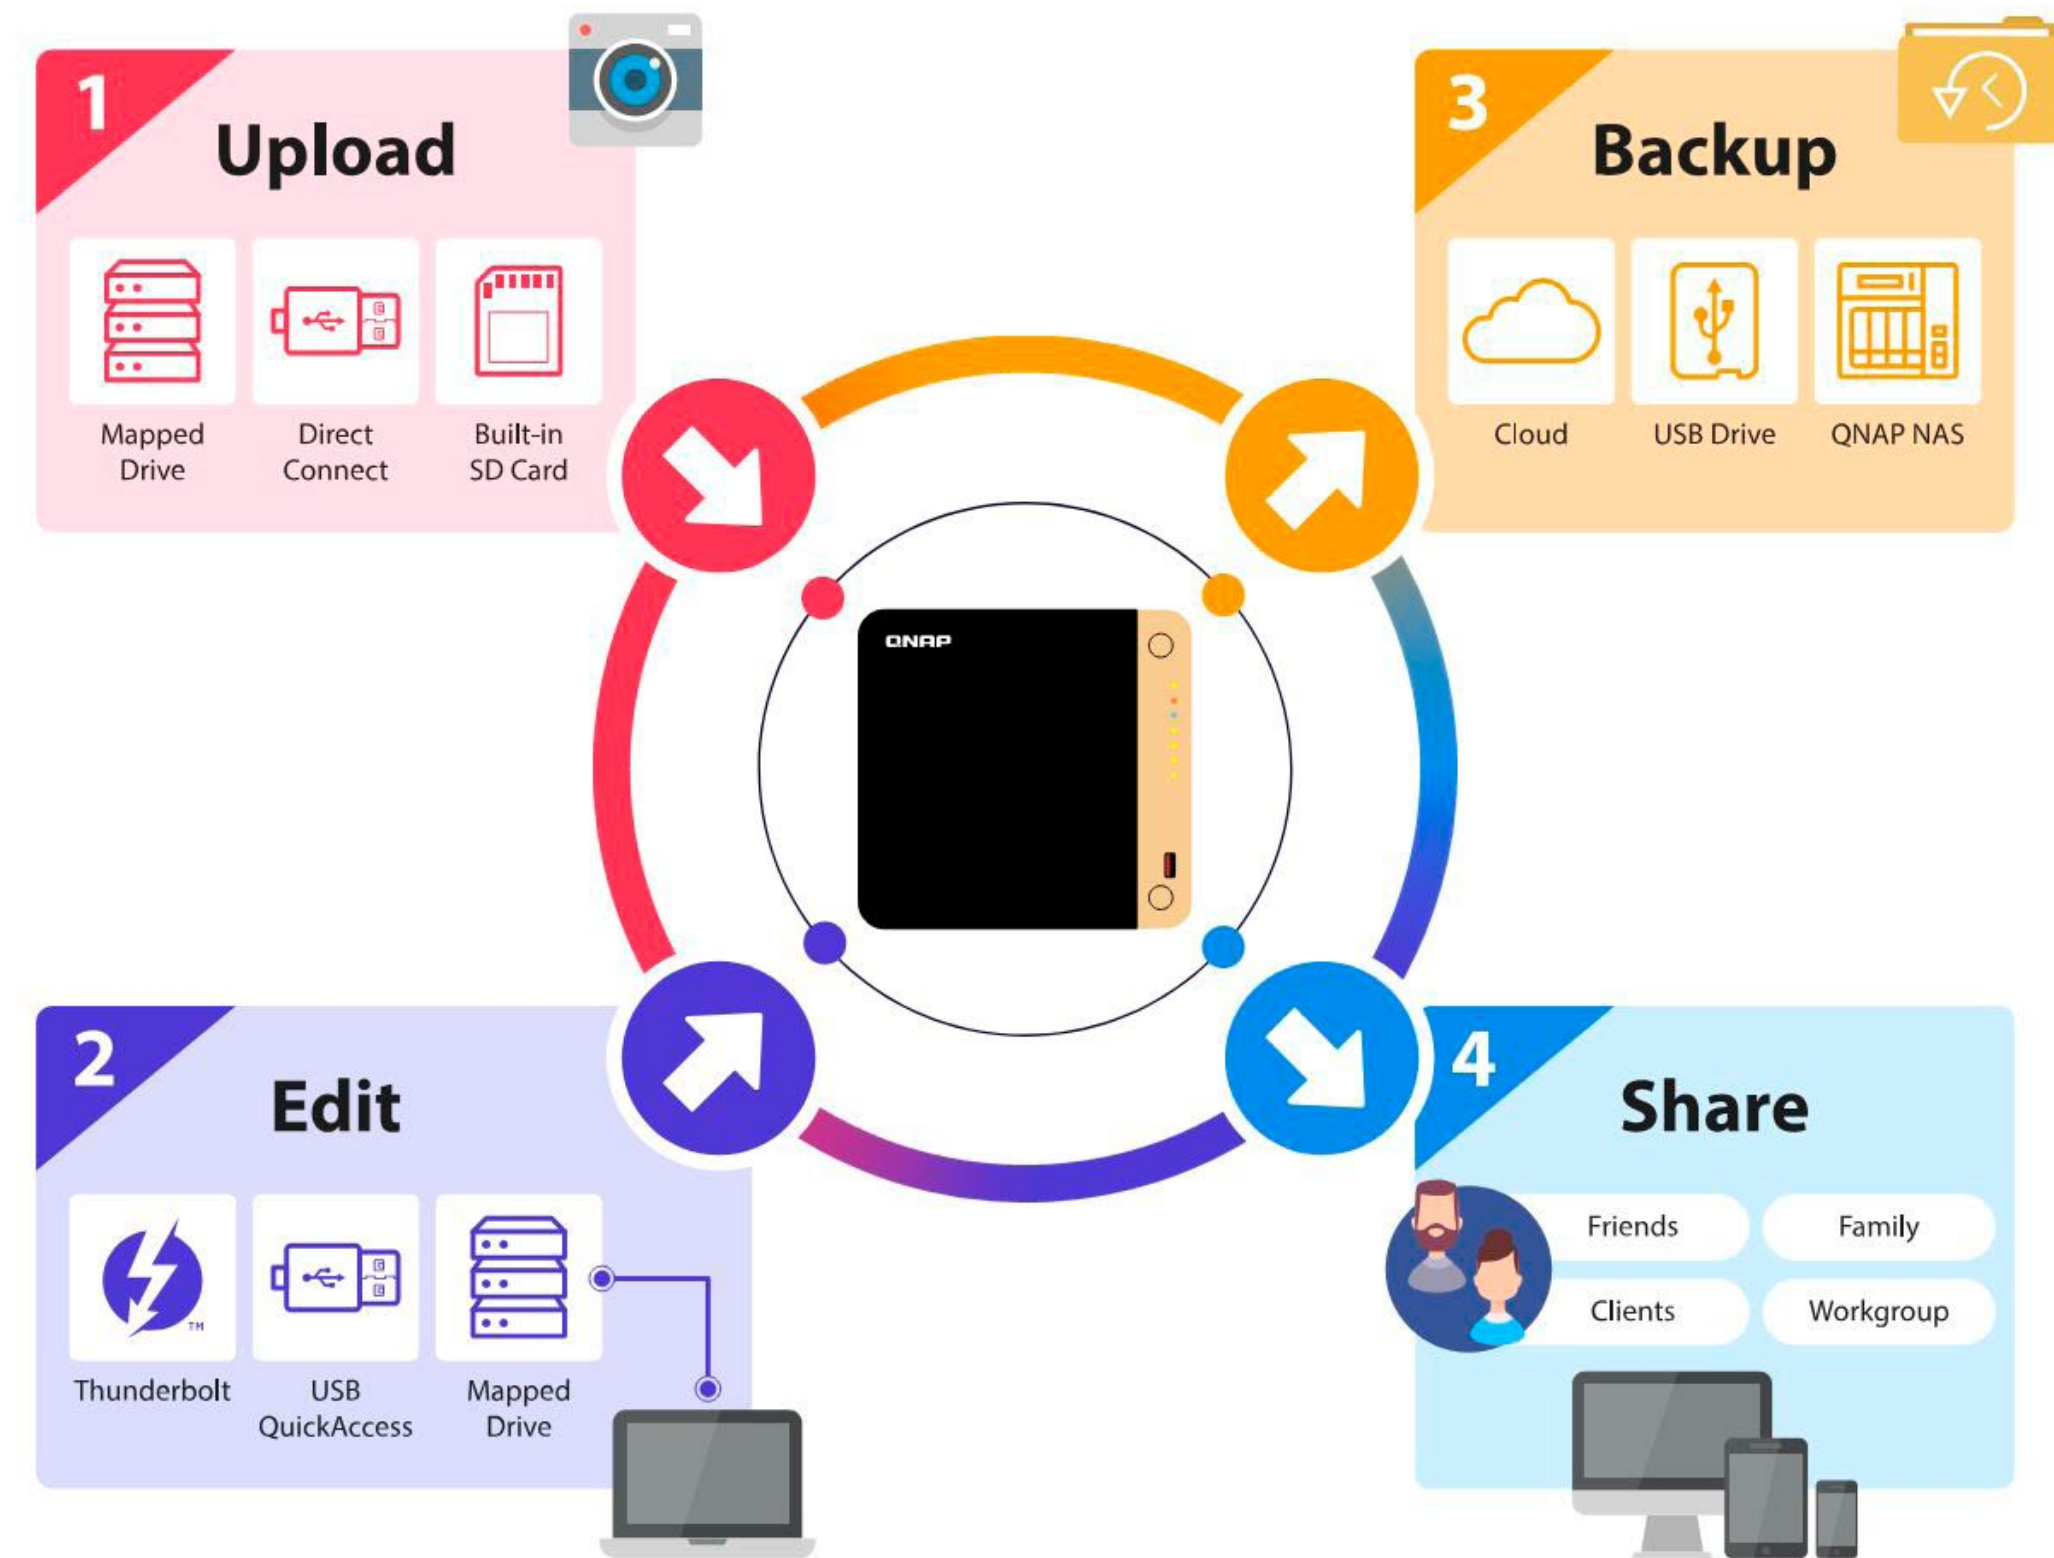 1
Upload
Mapped
Drive
Direct
Connect
Built-in
SD Card
2
Edit
Thunderbolt
TM
USB
QuickAccess
Mapped
Drive
3
Backup
Cloud
USB Drive
QNAP NAS
4
Share
Friends
Family
Clients
Workgroup
QNAP